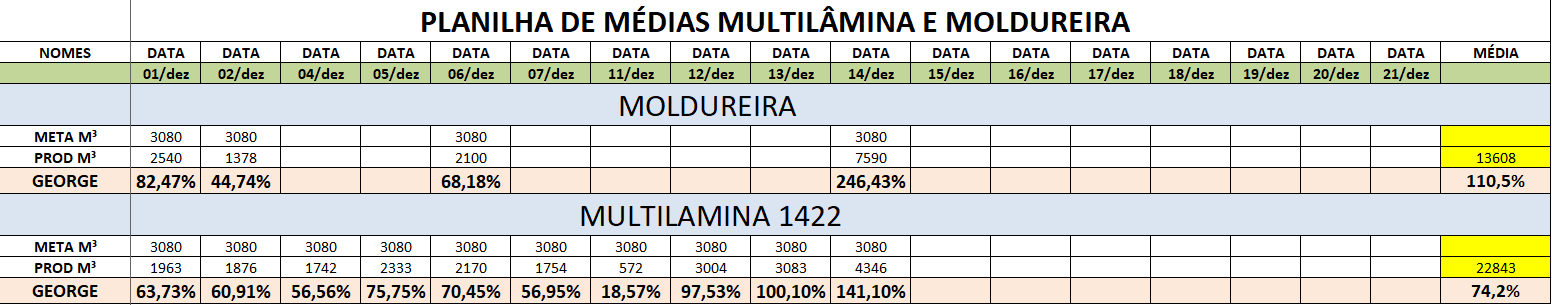 PLANILHA DE MÉDIAS MULTILÂMINA E MOLDUREIRA
NOMES DATA DATA DATA DATA DATA DATA DATA DATA DATA DATA DATA DATA DATA DATA DATA DATA DATA MÉDIA
01/dez 02/dez 04/dez 05/dez 06/dez 07/dez 11/dez 12/dez 13/dez 14/dez 15/dez 16/dez 17/dez 18/dez 19/dez 20/dez 21/dez
MOLDUREIRA
META M³ 3080 3080 3080 3080
PROD M³ 2540 1378 2100 7590 13608
GEORGE 82,47% 44,74% 68,18% 246,43% 110,5%
MULTILAMINA 1422
META M³ 3080 3080 3080 3080 3080 3080 3080 3080 3080 3080
PROD M³ 1963 1876 1742 2333 2170 1754 572 3004 3083 4346 22843
GEORGE 63,73% 60,91% 56,56% 75,75% 70,45% 56,95% 18,57% 97,53% 100,10% 141,10% 74,2%